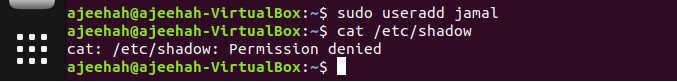 ajeehah@ajeehah-VirtualBox:~$ sudo useradd jamal
ajeehah@ajeehah-VirtualBox:~$ cat /etc/shadow
cat: /etc/shadow: Permission denied
ajeehah@ajeehah-VirtualBox:~$